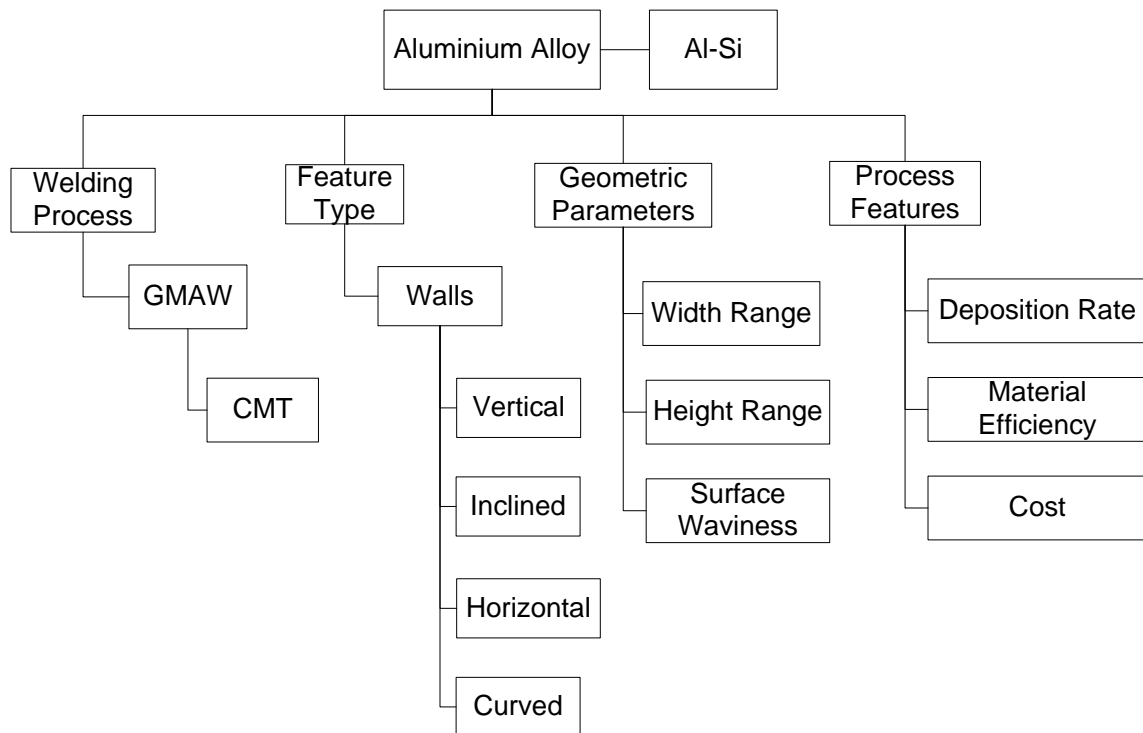 Aluminium Alloy
Al-Si
Welding
Process
Feature
Type
Geometric
Parameters
Process
Features
GMAW
CMT
Walls
Vertical
Inclined
Horizontal
Curved
Width Range
Height Range
Surface
Waviness
Deposition Rate
Material
Efficiency
Cost